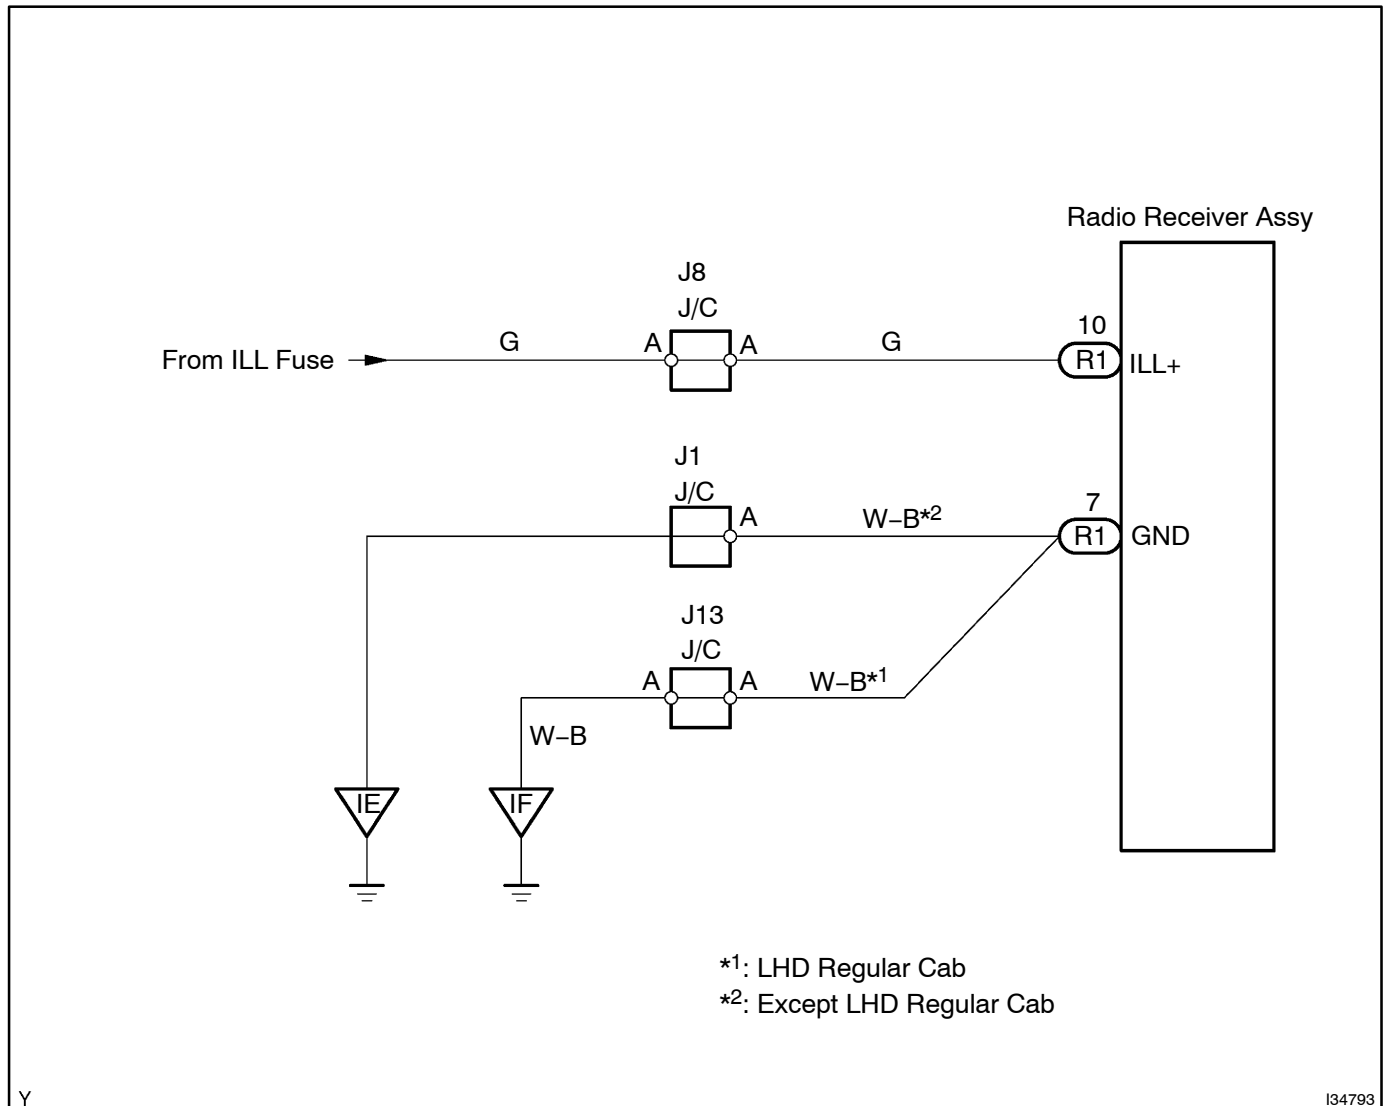 Radio Receiver Assy
J8
J/C
10
From ILL Fuse
G
A
A
G
R1
ILL+
J1
J/C
A
W–B*2
7
R1
GND
J13
J/C
A
A
W–B*1
W–B
IE
IF
*1: LHD Regular Cab
*2: Except LHD Regular Cab
Y
I34793